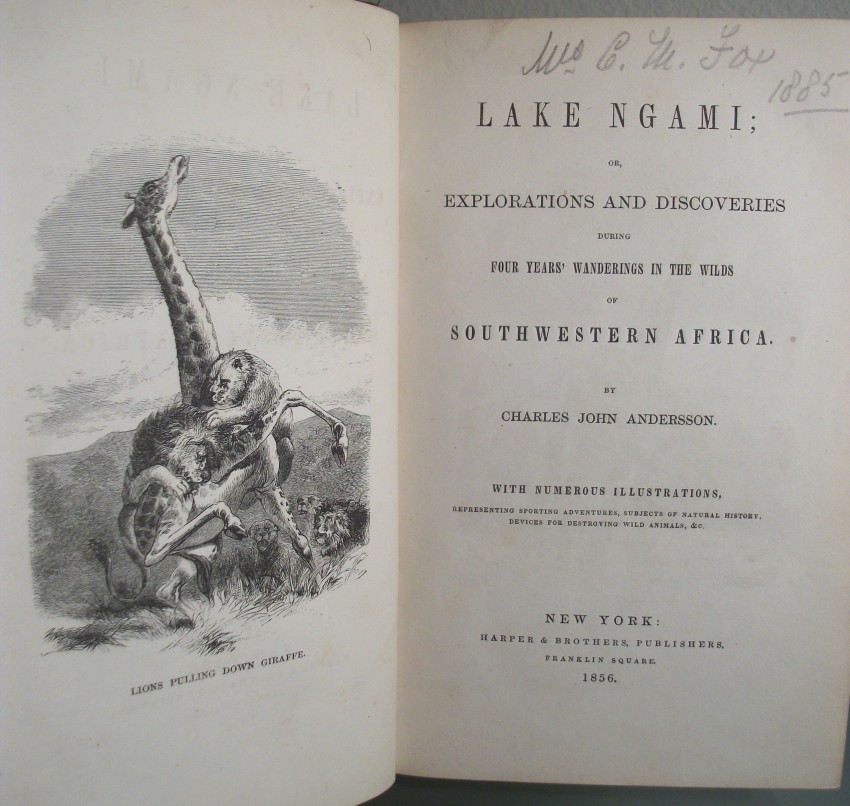 LIONS PULLING DOWN GIRAFFE.
Mrs C. M. Fox
1885
LAKE NGAMI;
OR,
EXPLORATIONS AND DISCOVERIES
DURING
FOUR YEARS' WANDERINGS IN THE WILDS
OF
SOUTHWESTERN AFRICA.
BY
CHARLES JOHN ANDERSSON.
WITH NUMEROUS ILLUSTRATIONS,
REPRESENTING SPORTING ADVENTURES, SUBJECTS OF NATURAL HISTORY,
DEVICES FOR DESTROYING WILD ANIMALS, &C.
NEW YORK:
HARPER & BROTHERS, PUBLISHERS,
FRANKLIN SQUARE.
1856.